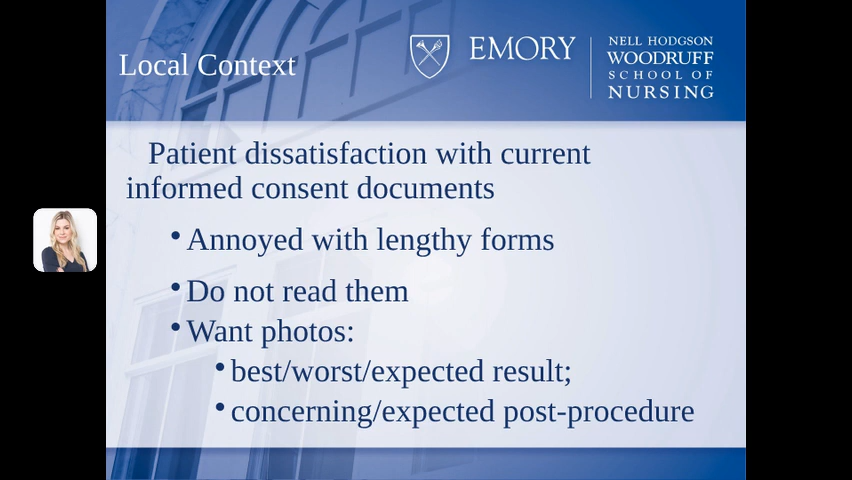 Local Context
EMORY
NELL HODGSON
WOODRUFF
SCHOOL OF
NURSING
Patient dissatisfaction with current
informed consent documents
• Annoyed with lengthy forms
• Do not read them
• Want photos:
• best/worst/expected result;
• concerning/expected post-procedure